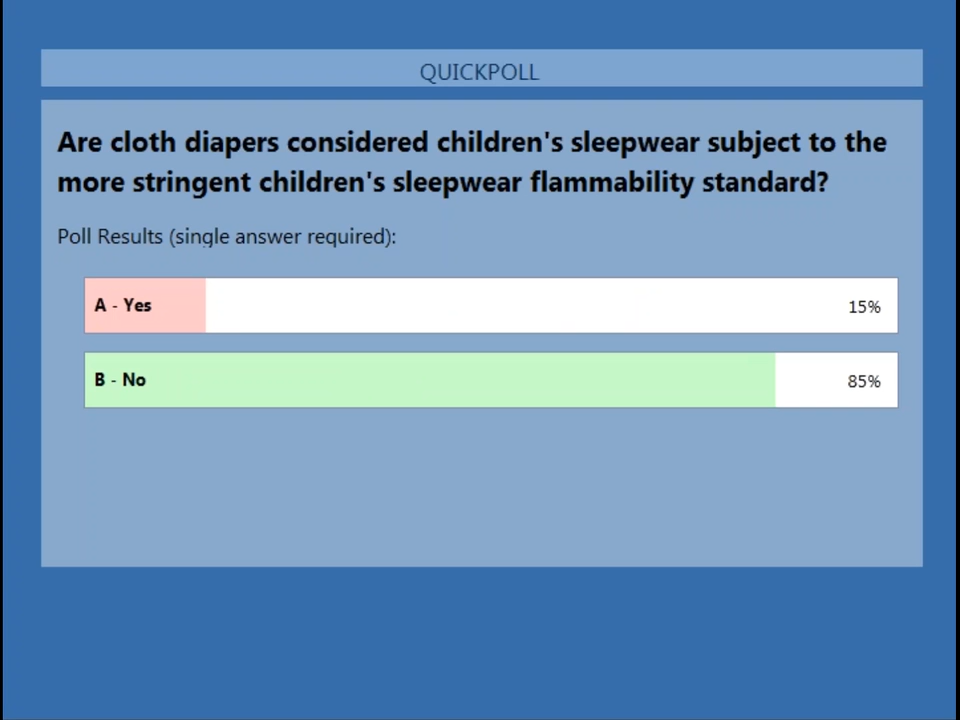 QUICKPOLL
Are cloth diapers considered children's sleepwear subject to the
more stringent children's sleepwear flammability standard?
Poll Results (single answer required):
A - Yes 15%
B - No 85%